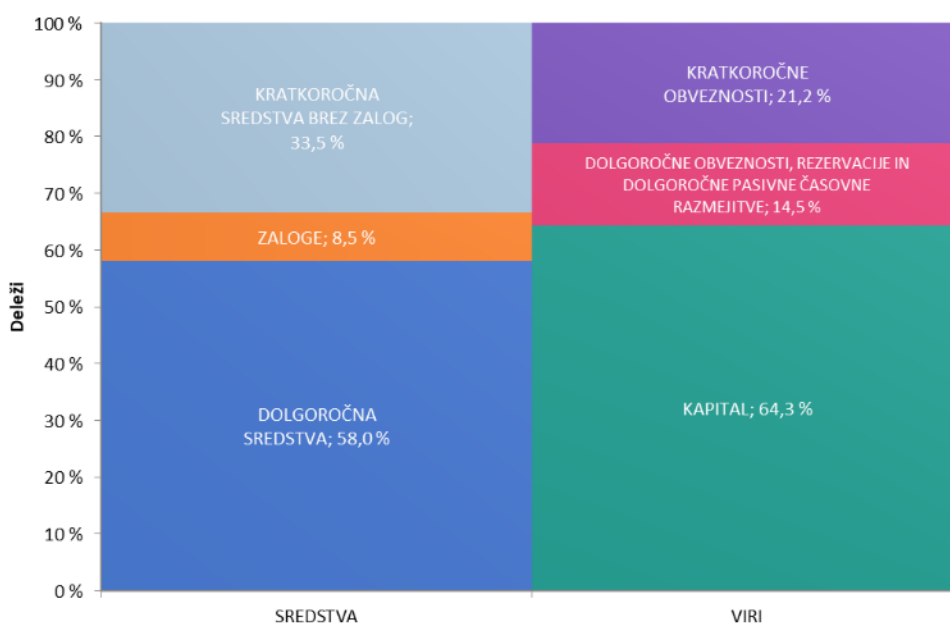 100 %
90 %
80 %
70 %
60 %
50 %
40 %
30 %
20 %
10 %
0 %
Deleži
KRATKOROČNA
SREDSTVA BREZ ZALOG;
33,5 %
ZALOGE; 8,5 %
DOLGOROČNA
SREDSTVA; 58,0 %
KRATKOROČNE
OBVEZNOSTI; 21,2 %
DOLGOROČNE OBVEZNOSTI, REZERVACIJE IN
DOLGOROČNE PASIVNE ČASOVNE
RAZMEJITVE; 14,5 %
KAPITAL; 64,3 %
SREDSTVA
VIRI